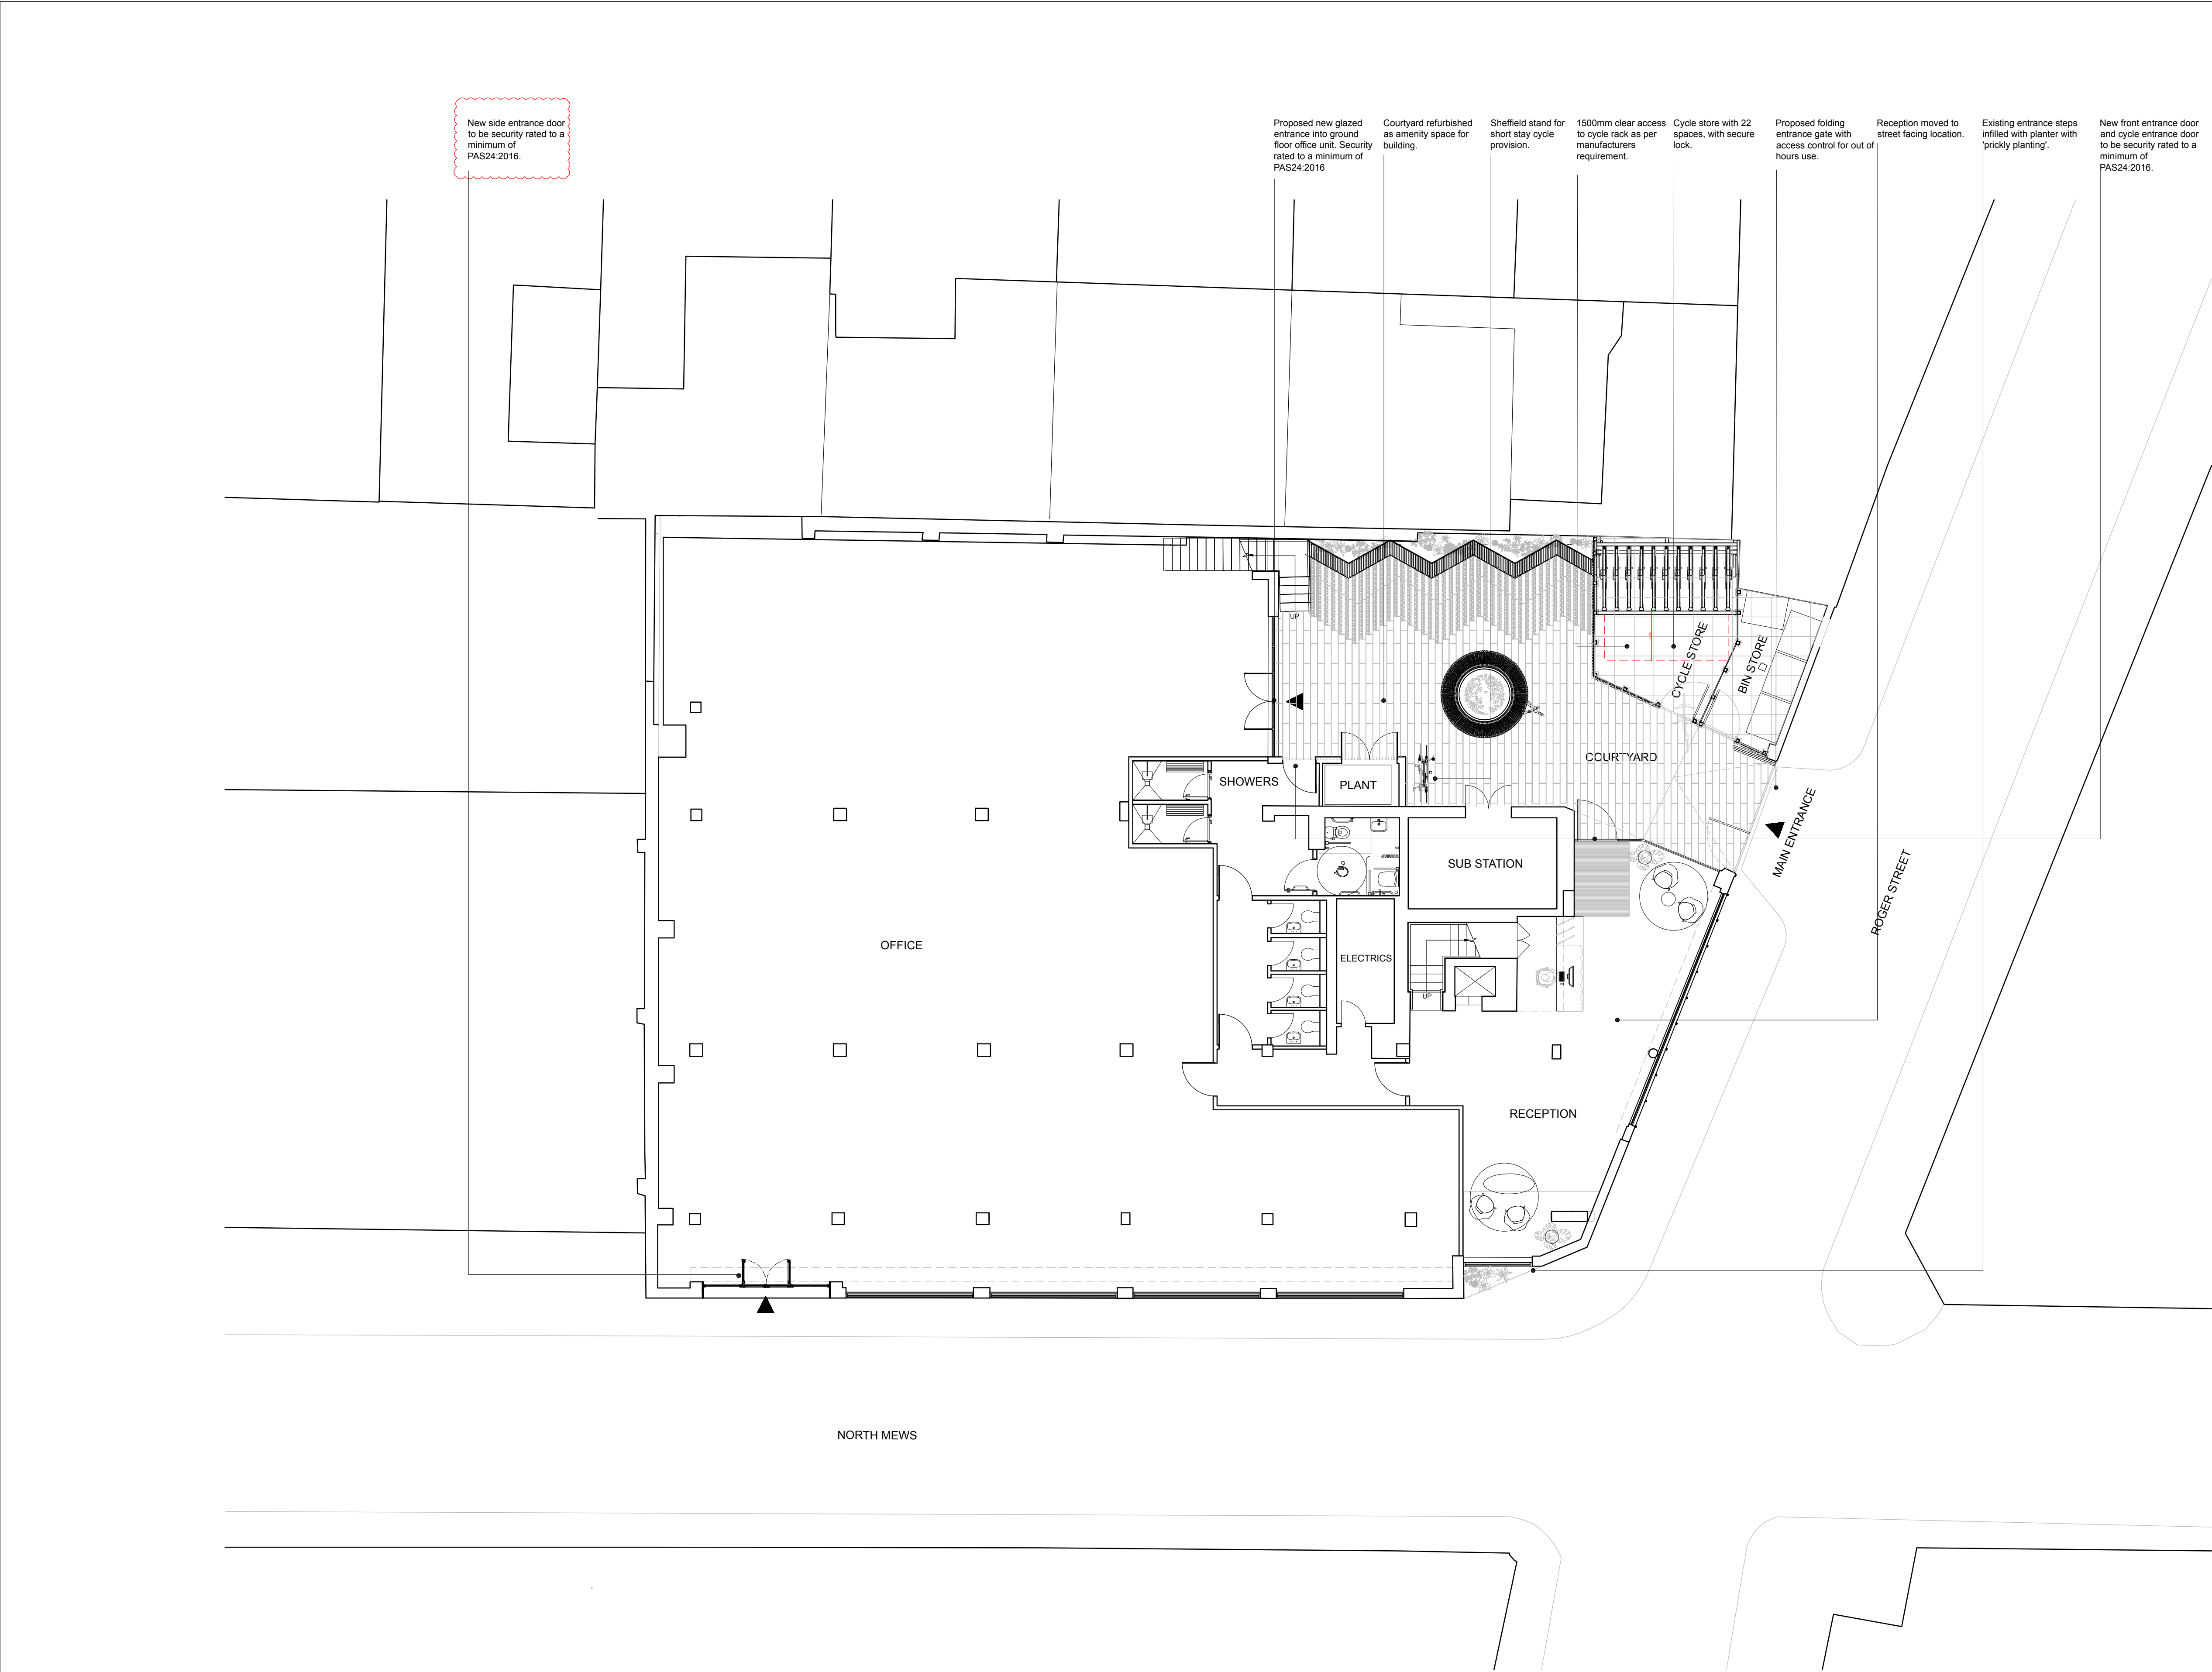 New side entrance door
to be security rated to a
minimum of
PAS24:2016.
Proposed new glazed
entrance into ground
floor office unit. Security
rated to a minimum of
PAS24:2016
Courtyard refurbished
as amenity space for
building.
Sheffield stand for
short stay cycle
provision.
1500mm clear access
to cycle rack as per
manufacturers
requirement.
Cycle store with 22
spaces, with secure
lock.
Proposed folding
entrance gate with
access control for out of
hours use.
Reception moved to
street facing location.
Existing entrance steps
infilled with planter with
'prickly planting'.
New front entrance door
and cycle entrance door
to be security rated to a
minimum of
PAS24:2016.
UP
CYCLE STORE
BIN STORE
COURTYARD
SHOWERS
PLANT
MAIN ENTRANCE
SUB STATION
ROGER STREET
OFFICE
ELECTRICS
UP
RECEPTION
NORTH MEWS